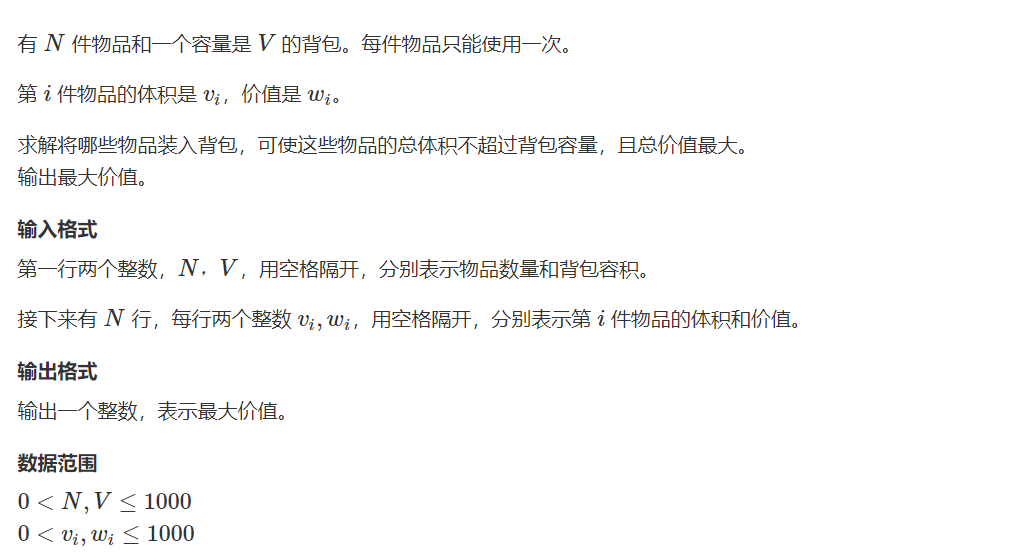 有 N 件物品和一个容量是 V 的背包。每件物品只能使用一次。
第 i 件物品的体积是 vᵢ，价值是 wᵢ。
求解将哪些物品装入背包，可使这些物品的总体积不超过背包容量，且总价值最大。
输出最大价值。
输入格式
第一行两个整数，N，V，用空格隔开，分别表示物品数量和背包容积。
接下来有 N 行，每行两个整数 vᵢ, wᵢ，用空格隔开，分别表示第 i 件物品的体积和价值。
输出格式
输出一个整数，表示最大价值。
数据范围
0 < N, V ≤ 1000
0 < vᵢ, wᵢ ≤ 1000